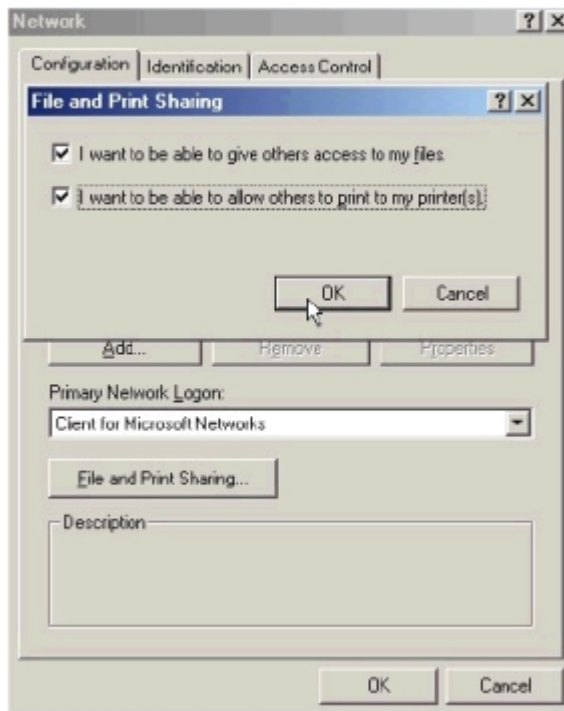 Network
Configuration Identification Access Control
File and Print Sharing
I want to be able to give others access to my files.
I want to be able to allow others to print to my printer(s).
OK Cancel
Add... Remove Properties
Primary Network Logon:
Client for Microsoft Networks
File and Print Sharing...
Description
OK Cancel